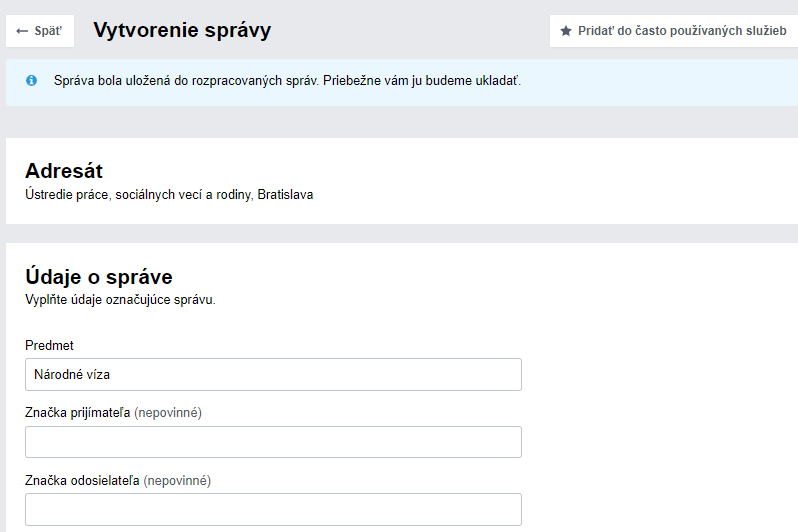 Späť
Vytvorenie správy
Pridať do často používaných služieb
Správa bola uložená do rozpracovaných správ. Priebežne vám ju budeme ukladať.
Adresát
Ústredie práce, sociálnych vecí a rodiny, Bratislava
Údaje o správe
Vyplňte údaje označujúce správu.
Predmet
Národné víza
Značka prijímateľa (nepovinné)
Značka odosielateľa (nepovinné)